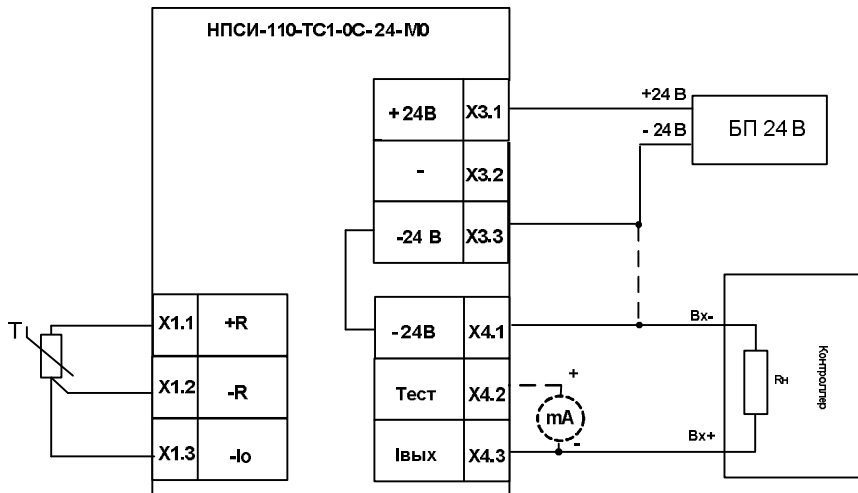 НПСИ-110-ТС1-0С-24-М0
+ 24В X3.1
- X3.2
-24 В X3.3
+24 В
- 24 В
БП 24 В
T
X1.1 +R
X1.2 -R
X1.3 -Io
-24В X4.1
Тест X4.2
Iвых X4.3
+
mA
-
Вх-
Вх+
Rн
Контроллер